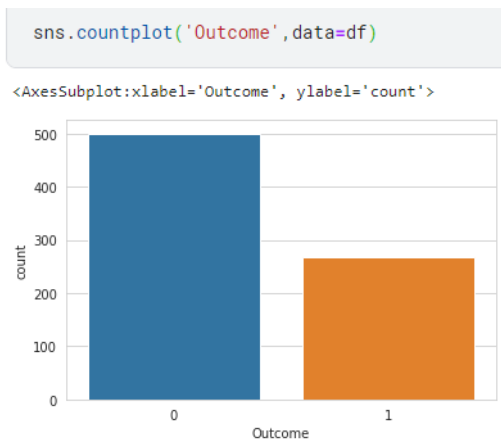 sns.countplot('Outcome',data=df)
<AxesSubplot:xlabel='Outcome', ylabel='count'>
500
400
300
200
100
0
count
0 1
Outcome